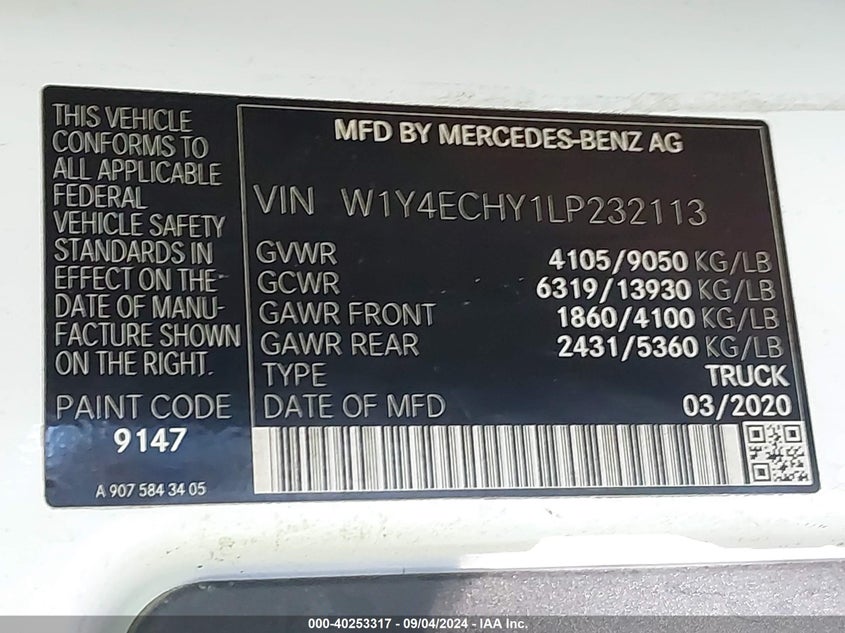 THIS VEHICLE
CONFORMS TO
ALL APPLICABLE
FEDERAL
VEHICLE SAFETY
STANDARDS IN
EFFECT ON THE
DATE OF MANU-
FACTURE SHOWN
ON THE RIGHT.
PAINT CODE
9147
A 907 584 34 05
MFD BY MERCEDES-BENZ AG
VIN W1Y4ECHY1LP232113
GVWR 4105/9050 KG/LB
GCWR 6319/13930 KG/LB
GAWR FRONT 1860/4100 KG/LB
GAWR REAR 2431/5360 KG/LB
TYPE TRUCK
DATE OF MFD 03/2020
000-40253317 - 09/04/2024 - IAA Inc.